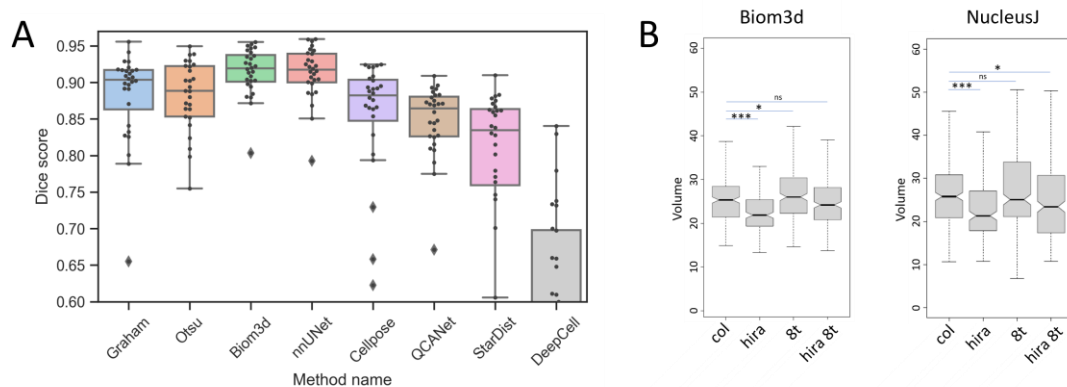 A
Dice score
0.95
0.90
0.85
0.80
0.75
0.70
0.65
0.60
Graham
Otsu
Biom3d
nnUNet
Cellpose
QCANet
StarDist
DeepCell
Method name
B
Biom3d
Volume
60
50
40
30
20
10
0
ns
*
***
col
hira
8t
hira 8t
NucleusJ
Volume
60
50
40
30
20
10
0
*
ns
***
col
hira
8t
hira 8t